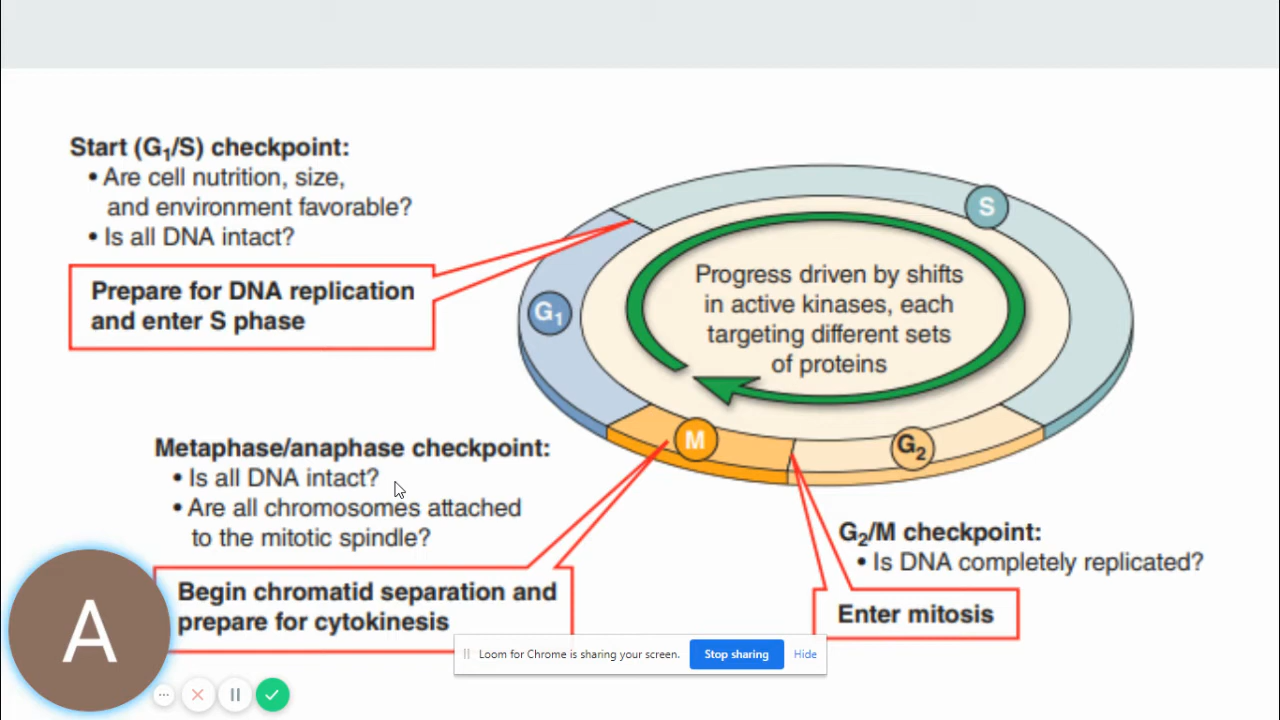 Start (G₁/S) checkpoint:
• Are cell nutrition, size,
and environment favorable?
• Is all DNA intact?
Prepare for DNA replication
and enter S phase
S
G₁
Progress driven by shifts
in active kinases, each
targeting different sets
of proteins
M
G₂
Metaphase/anaphase checkpoint:
• Is all DNA intact?
• Are all chromosomes attached
to the mitotic spindle?
Begin chromatid separation and
prepare for cytokinesis
G₂/M checkpoint:
• Is DNA completely replicated?
Enter mitosis
A
Loom for Chrome is sharing your screen.
Stop sharing
Hide